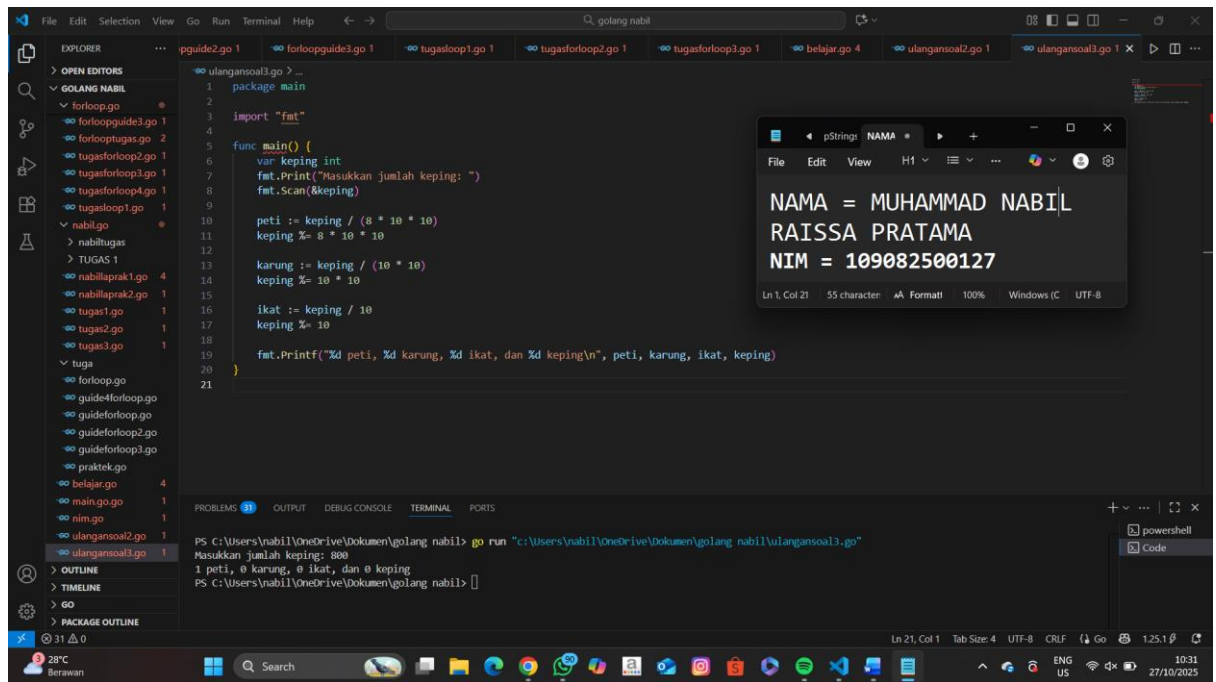 File Edit Selection View Go Run Terminal Help
golang nabil
EXPLORER
OPEN EDITORS
GOLANG NABIL
forloop.go
forloopguide3.go 1
forlooptugas.go 2
tugasforloop2.go 1
tugasforloop3.go 1
tugasforloop4.go 1
tugasloop1.go 1
nabil.go
nabiltugas
TUGAS 1
nabillaprak1.go 4
nabillaprak2.go 1
tugas1.go 1
tugas2.go 1
tugas3.go 1
tuga
forloop.go
guide4forloop.go
guideforloop.go
guideforloop2.go
guideforloop3.go
praktek.go
belajar.go 4
main.go.go 1
nim.go 1
ulangansoal2.go 1
ulangansoal3.go 1
OUTLINE
TIMELINE
GO
PACKAGE OUTLINE
opguide2.go 1 forloopguide3.go 1 tugasloop1.go 1 tugasforloop2.go 1 tugasforloop3.go 1 belajar.go 4 ulangansoal2.go 1 ulangansoal3.go 1
ulangansoal3.go > ...
1 package main
2
3 import "fmt"
4
5 func main() {
6 var keping int
7 fmt.Print("Masukkan jumlah keping: ")
8 fmt.Scan(&keping)
9
10 peti := keping / (8 * 10 * 10)
11 keping %= 8 * 10 * 10
12
13 karung := keping / (10 * 10)
14 keping %= 10 * 10
15
16 ikat := keping / 10
17 keping %= 10
18
19 fmt.Printf("%d peti, %d karung, %d ikat, dan %d keping\n", peti, karung, ikat, keping)
20 }
21
pStrings NAMA
File Edit View H1
NAMA = MUHAMMAD NABIL
RAISSA PRATAMA
NIM = 109082500127
Ln 1, Col 21 55 character Formatt 100% Windows (C UTF-8
PROBLEMS 31 OUTPUT DEBUG CONSOLE TERMINAL PORTS
PS C:\Users\nabil\OneDrive\Dokumen\golang nabil> go run "c:\Users\nabil\OneDrive\Dokumen\golang nabil\ulangansoal3.go"
Masukkan jumlah keping: 800
1 peti, 0 karung, 0 ikat, dan 0 keping
PS C:\Users\nabil\OneDrive\Dokumen\golang nabil>
powershell
Code
31 0
Ln 21, Col 1 Tab Size: 4 UTF-8 CRLF Go 1.25.1
3
28°C
Berawan
Search
ENG
US
10:31
27/10/2025